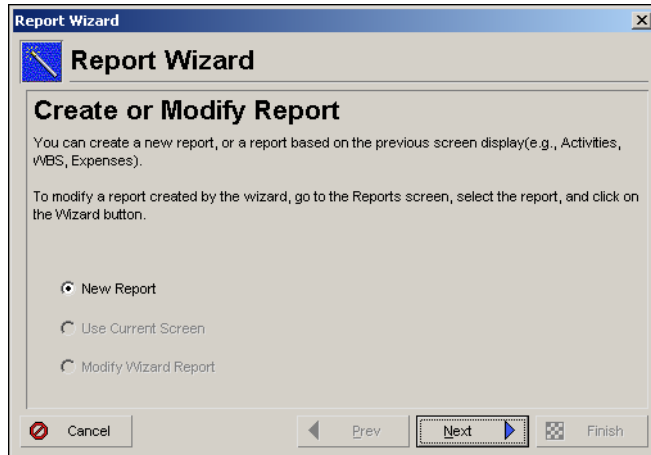 Report Wizard
Report Wizard
Create or Modify Report
You can create a new report, or a report based on the previous screen display(e.g., Activities,
WBS, Expenses).
To modify a report created by the wizard, go to the Reports screen, select the report, and click on
the Wizard button.
New Report
Use Current Screen
Modify Wizard Report
Cancel
Prev
Next
Finish